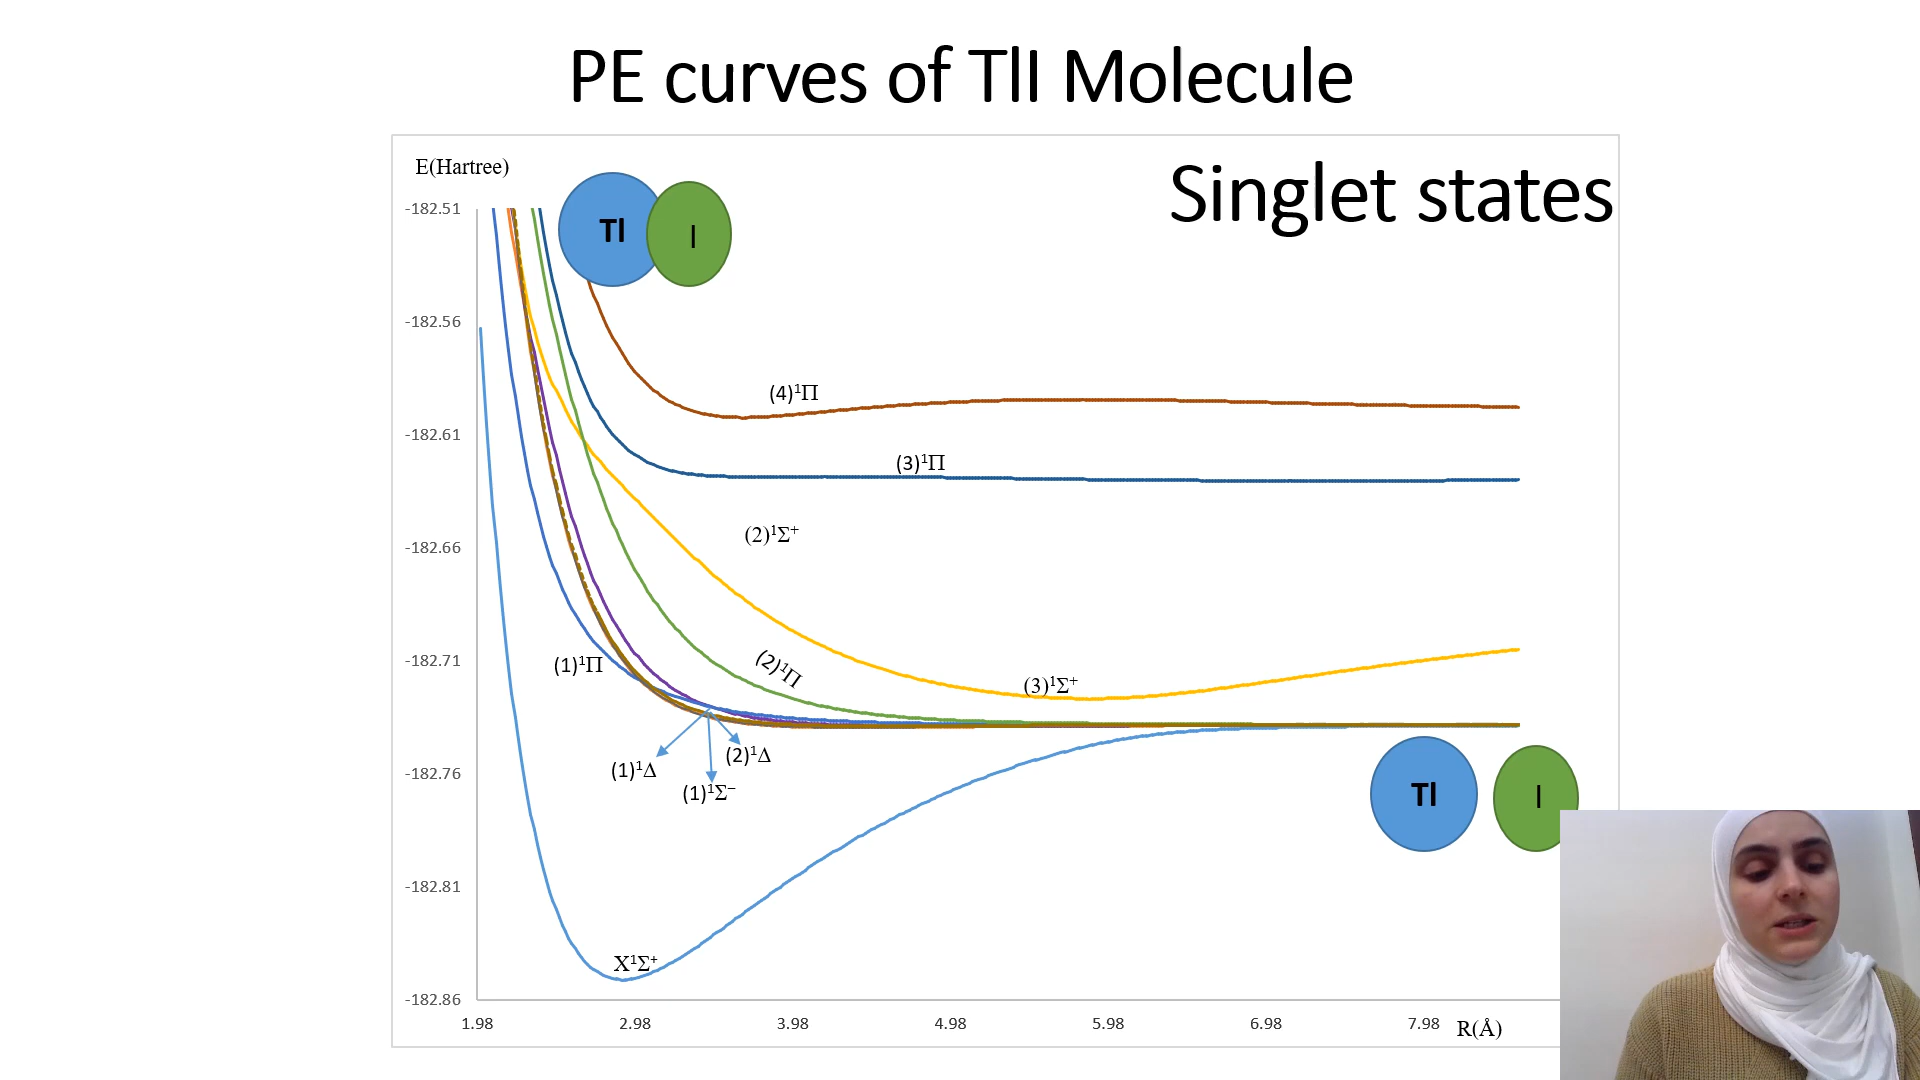 PE curves of TlI Molecule
E(Hartree)
Singlet states
-182.51
Tl
I
-182.56
(4)¹Π
-182.61
(3)¹Π
(2)¹Σ⁺
-182.66
(1)¹Π
(2)¹Π
-182.71
(3)¹Σ⁺
(1)¹Δ
(2)¹Δ
(1)¹Σ⁻
-182.76
Tl
I
-182.81
X¹Σ⁺
-182.86
1.98 2.98 3.98 4.98 5.98 6.98 7.98 R(Å)